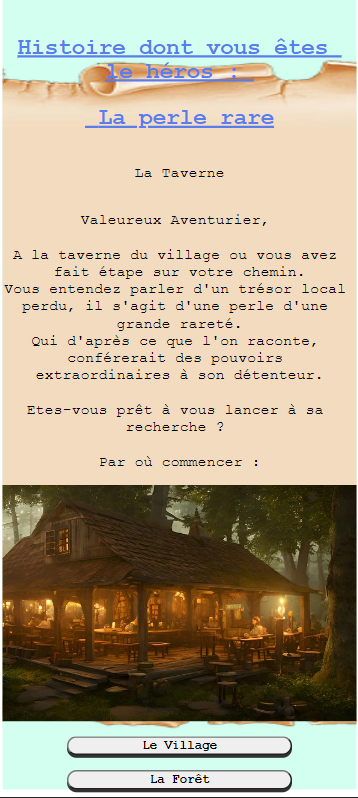 Histoire dont vous êtes
le héros :
La perle rare
La Taverne
Valeureux Aventurier,
A la taverne du village ou vous avez
fait étape sur votre chemin.
Vous entendez parler d'un trésor local
perdu, il s'agit d'une perle d'une
grande rareté.
Qui d'après ce que l'on raconte,
conférerait des pouvoirs
extraordinaires à son détenteur.
Etes-vous prêt à vous lancer à sa
recherche ?
Par où commencer :
Le Village
La Forêt